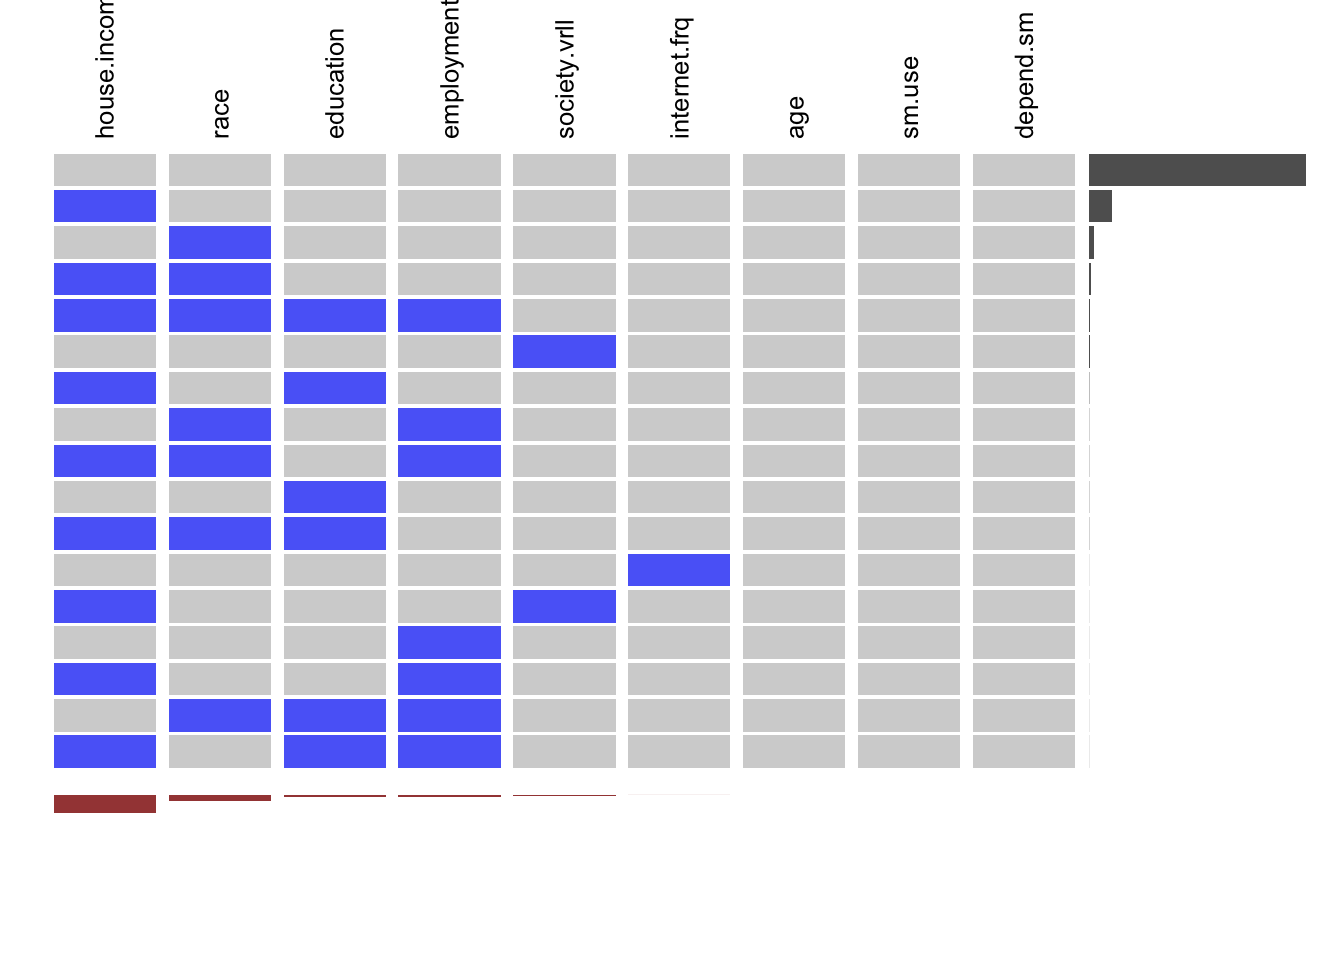 house.incom
race
education
employment
society.vrll
internet.frq
age
sm.use
depend.sm